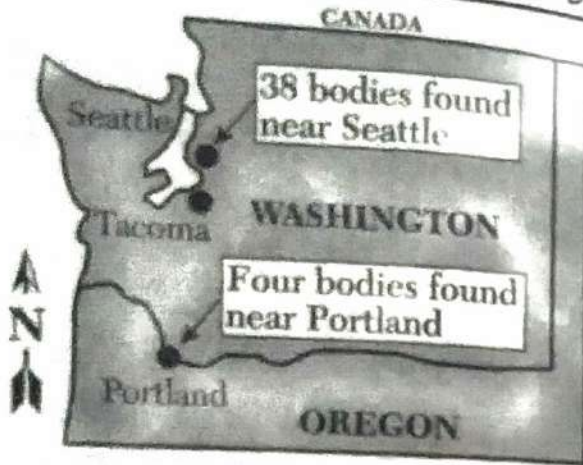 CANADA
38 bodies found
near Seattle
Seattle
Tacoma
WASHINGTON
Four bodies found
near Portland
N
Portland
OREGON